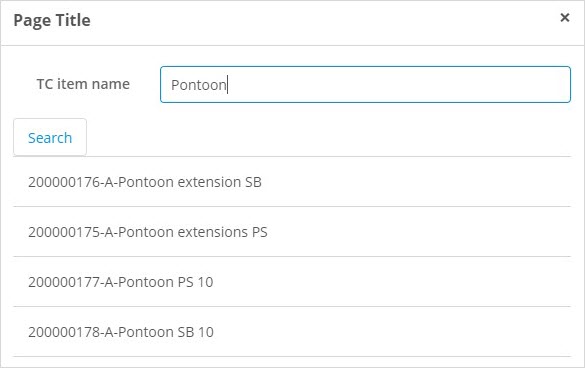 Page Title ×
TC item name Pontoon
Search
200000176-A-Pontoon extension SB
200000175-A-Pontoon extensions PS
200000177-A-Pontoon PS 10
200000178-A-Pontoon SB 10